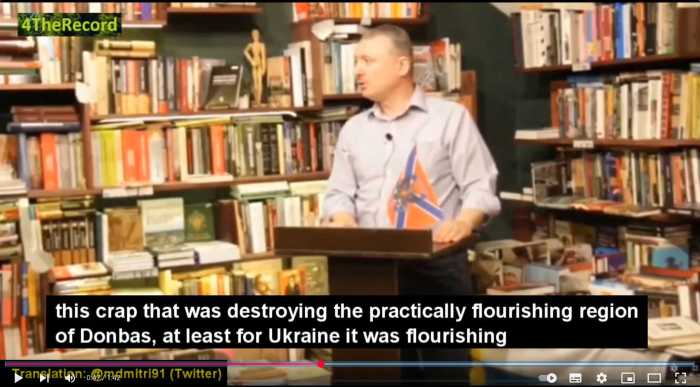 4TheRecord
this crap that was destroying the practically flourishing region
of Donbas, at least for Ukraine it was flourishing
Translation: @mdmitri91 (Twitter)